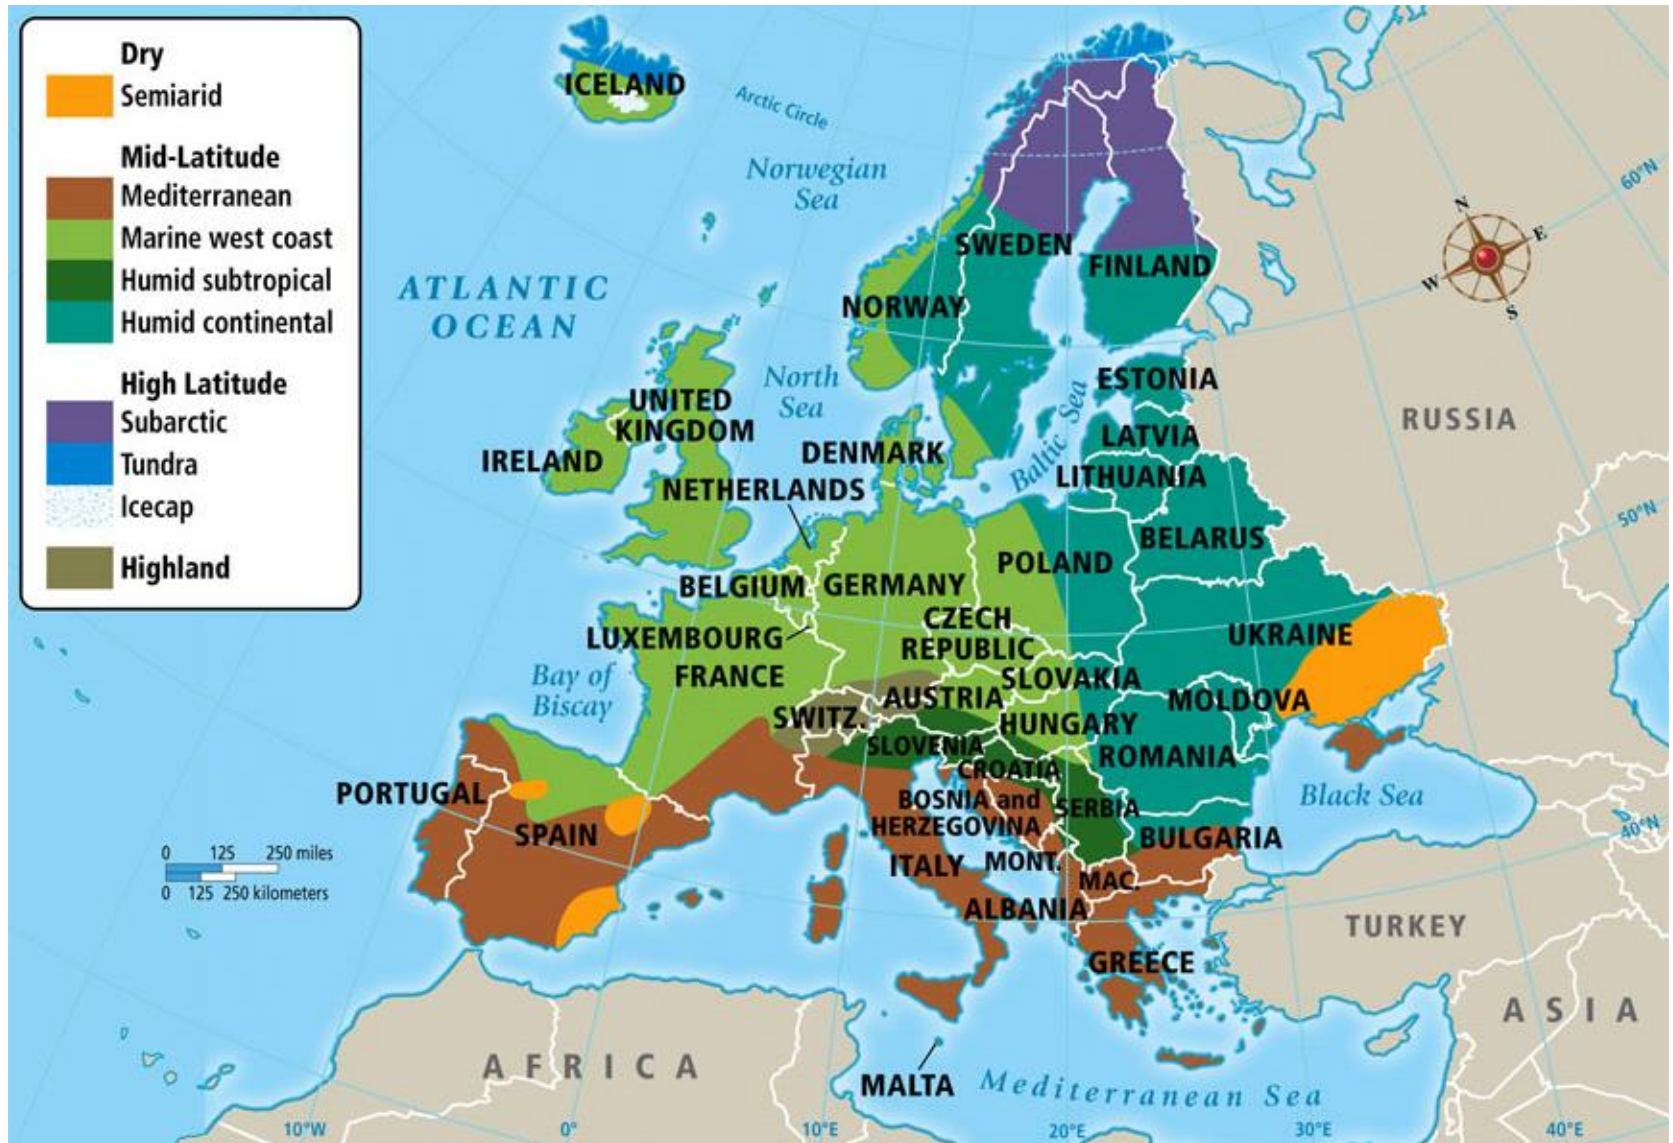 Dry
Semiarid
Mid-Latitude
Mediterranean
Marine west coast
Humid subtropical
Humid continental
High Latitude
Subarctic
Tundra
Icecap
Highland
ICELAND
Arctic Circle
Norwegian
Sea
60°N
N
E
W
S
ATLANTIC
OCEAN
SWEDEN
FINLAND
NORWAY
North
Sea
ESTONIA
RUSSIA
UNITED
KINGDOM
IRELAND
DENMARK
Baltic Sea
LATVIA
LITHUANIA
NETHERLANDS
50°N
BELARUS
POLAND
BELGIUM
GERMANY
CZECH
REPUBLIC
UKRAINE
LUXEMBOURG
FRANCE
SLOVAKIA
Bay of
Biscay
AUSTRIA
MOLDOVA
SWITZ.
HUNGARY
SLOVENIA
ROMANIA
CROATIA
PORTUGAL
BOSNIA and
HERZEGOVINA
SERBIA
Black Sea
SPAIN
BULGARIA
40°N
0 125 250 miles
0 125 250 kilometers
ITALY
MONT.
MAC.
ALBANIA
TURKEY
GREECE
ASIA
AFRICA
MALTA
Mediterranean Sea
10°W
0°
10°E
20°E
30°E
40°E